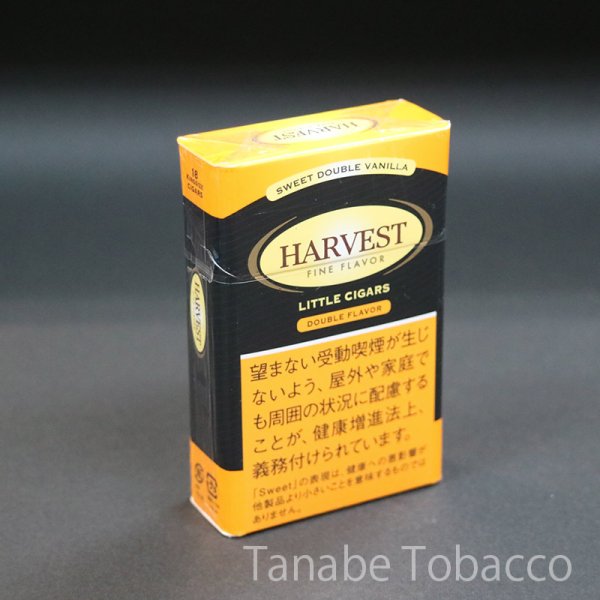 HARVEST
SWEET DOUBLE VANILLA
18
CIGARS
HARVEST
FINE FLAVOR
LITTLE CIGARS
DOUBLE FLAVOR
HARVEST
望まない受動喫煙が生じ
ないよう、屋外や家庭で
も周囲の状況に配慮する
ことが、健康増進法上、
義務付けられています。
「Sweet」の表現は、健康への悪影響が
他製品より小さいことを意味するものでは
ありません。
Tanabe Tobacco